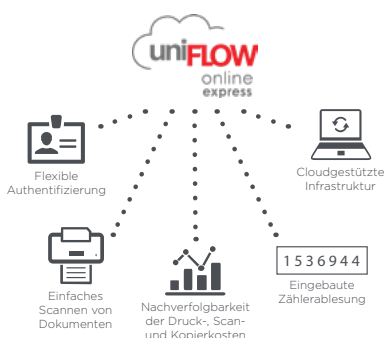 uniFLOW
online
express
Flexible
Authentifizierung
Cloudgestützte
Infrastruktur
Einfaches
Scannen von
Dokumenten
Nachverfolgbarkeit
der Druck-, Scan-
und Kopierkosten
1536944
Eingebaute
Zählerablesung